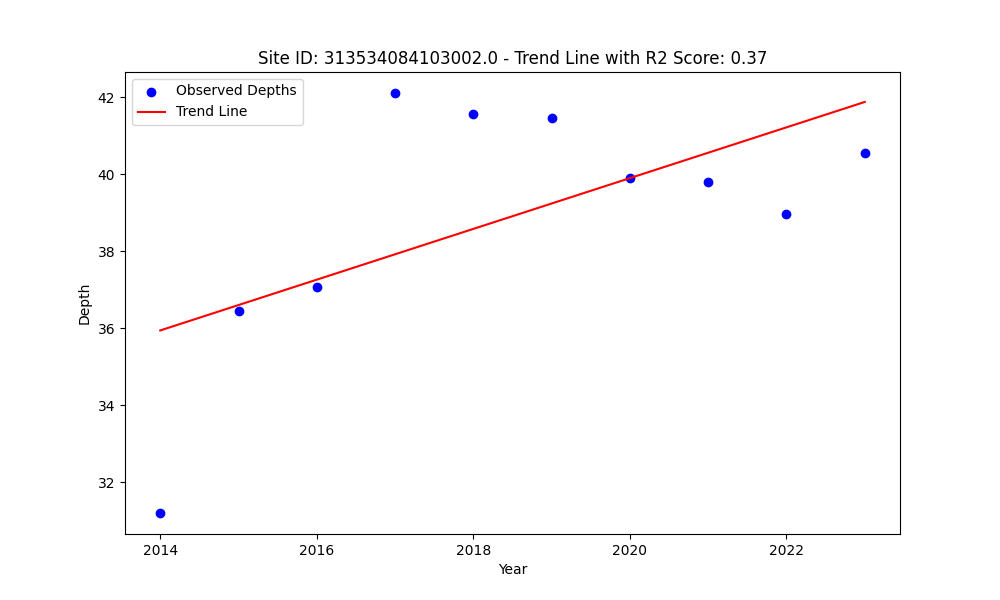 Site ID: 313534084103002.0 - Trend Line with R2 Score: 0.37
Observed Depths
Trend Line
42
40
38
36
34
32
Depth
2014
2016
2018
2020
2022
Year